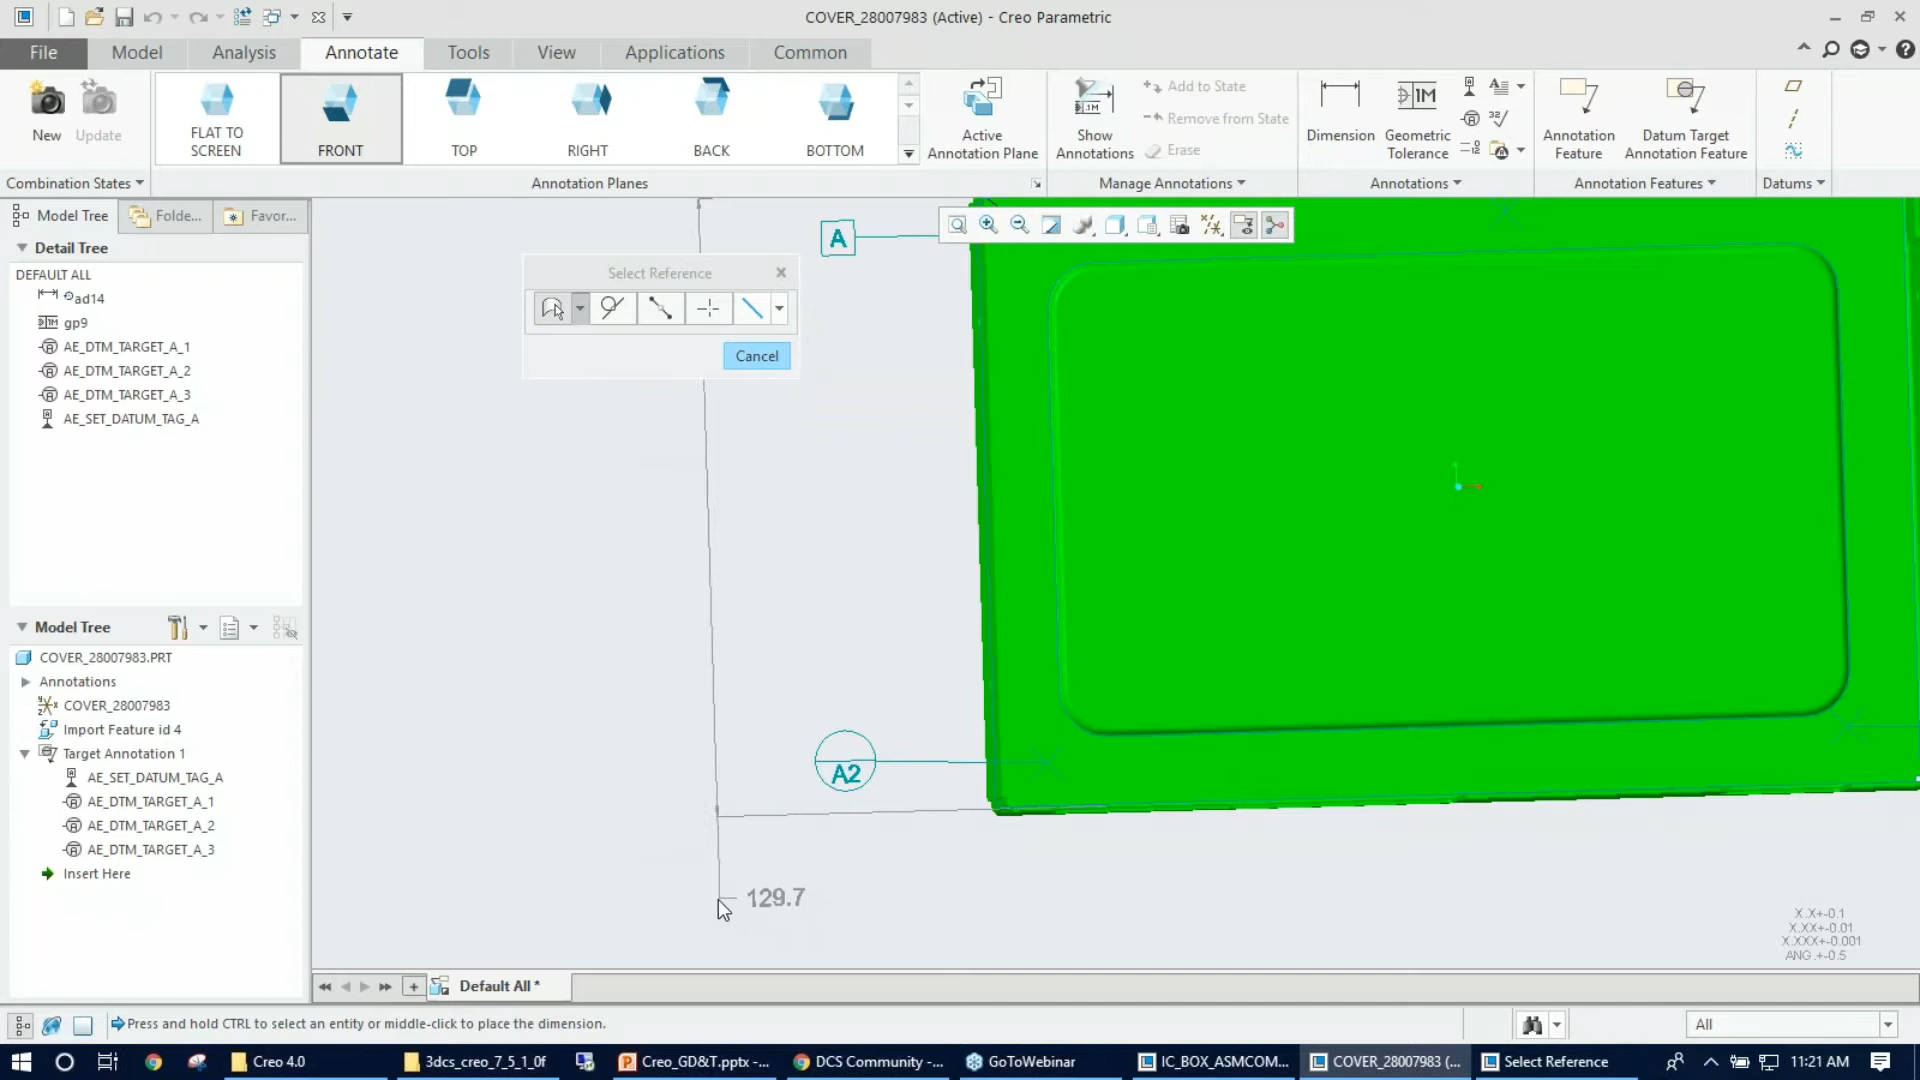 COVER_28007983 (Active) - Creo Parametric
File Model Analysis Annotate Tools View Applications Common
New Update
FLAT TO SCREEN
FRONT
TOP
RIGHT
BACK
BOTTOM
Active Annotation Plane
Show Annotations
Add to State
Remove from State
Erase
Dimension
Geometric Tolerance
Annotation Feature
Datum Target Annotation Feature
Combination States
Annotation Planes
Manage Annotations
Annotations
Annotation Features
Datums
Model Tree
Folde...
Favor...
Detail Tree
DEFAULT ALL
ad14
gp9
AE_DTM_TARGET_A_1
AE_DTM_TARGET_A_2
AE_DTM_TARGET_A_3
AE_SET_DATUM_TAG_A
Model Tree
COVER_28007983.PRT
Annotations
COVER_28007983
Import Feature id 4
Target Annotation 1
AE_SET_DATUM_TAG_A
AE_DTM_TARGET_A_1
AE_DTM_TARGET_A_2
AE_DTM_TARGET_A_3
Insert Here
A
Select Reference
Cancel
A2
129.7
X.X+-0.1
X.XX+-0.01
X.XXX+-0.001
ANG.+-0.5
Default All *
Press and hold CTRL to select an entity or middle-click to place the dimension.
All
Creo 4.0
3dcs_creo_7_5_1_0f
Creo_GD&T.pptx -...
DCS Community -...
GoToWebinar
IC_BOX_ASMCOM...
COVER_28007983 (...
Select Reference
11:21 AM